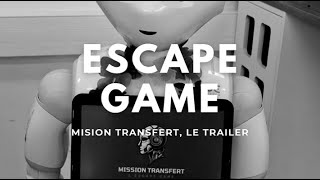 ESCAPE
GAME
MISION TRANSFERT, LE TRAILER
MISSION TRANSFERT